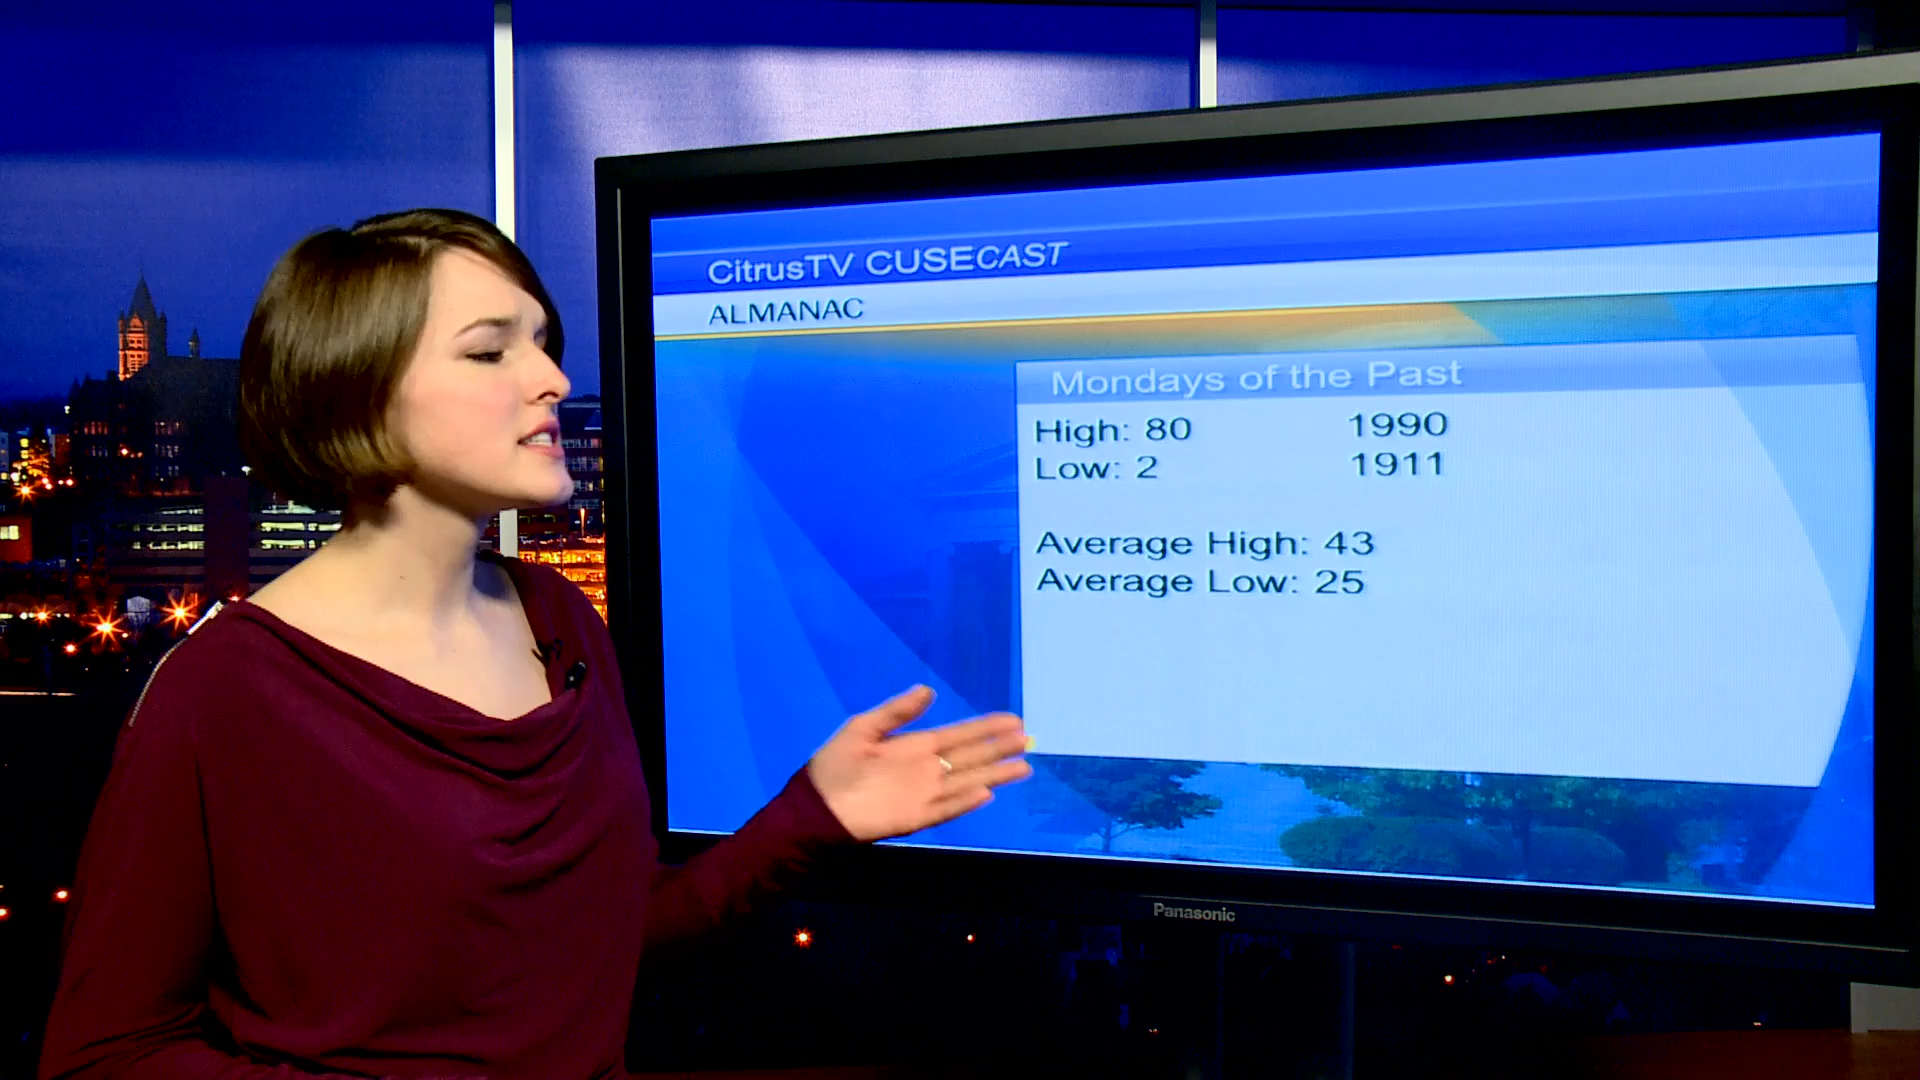 CitrusTV CUSECAST
ALMANAC
Mondays of the Past
High: 80 1990
Low: 2 1911
Average High: 43
Average Low: 25
Panasonic